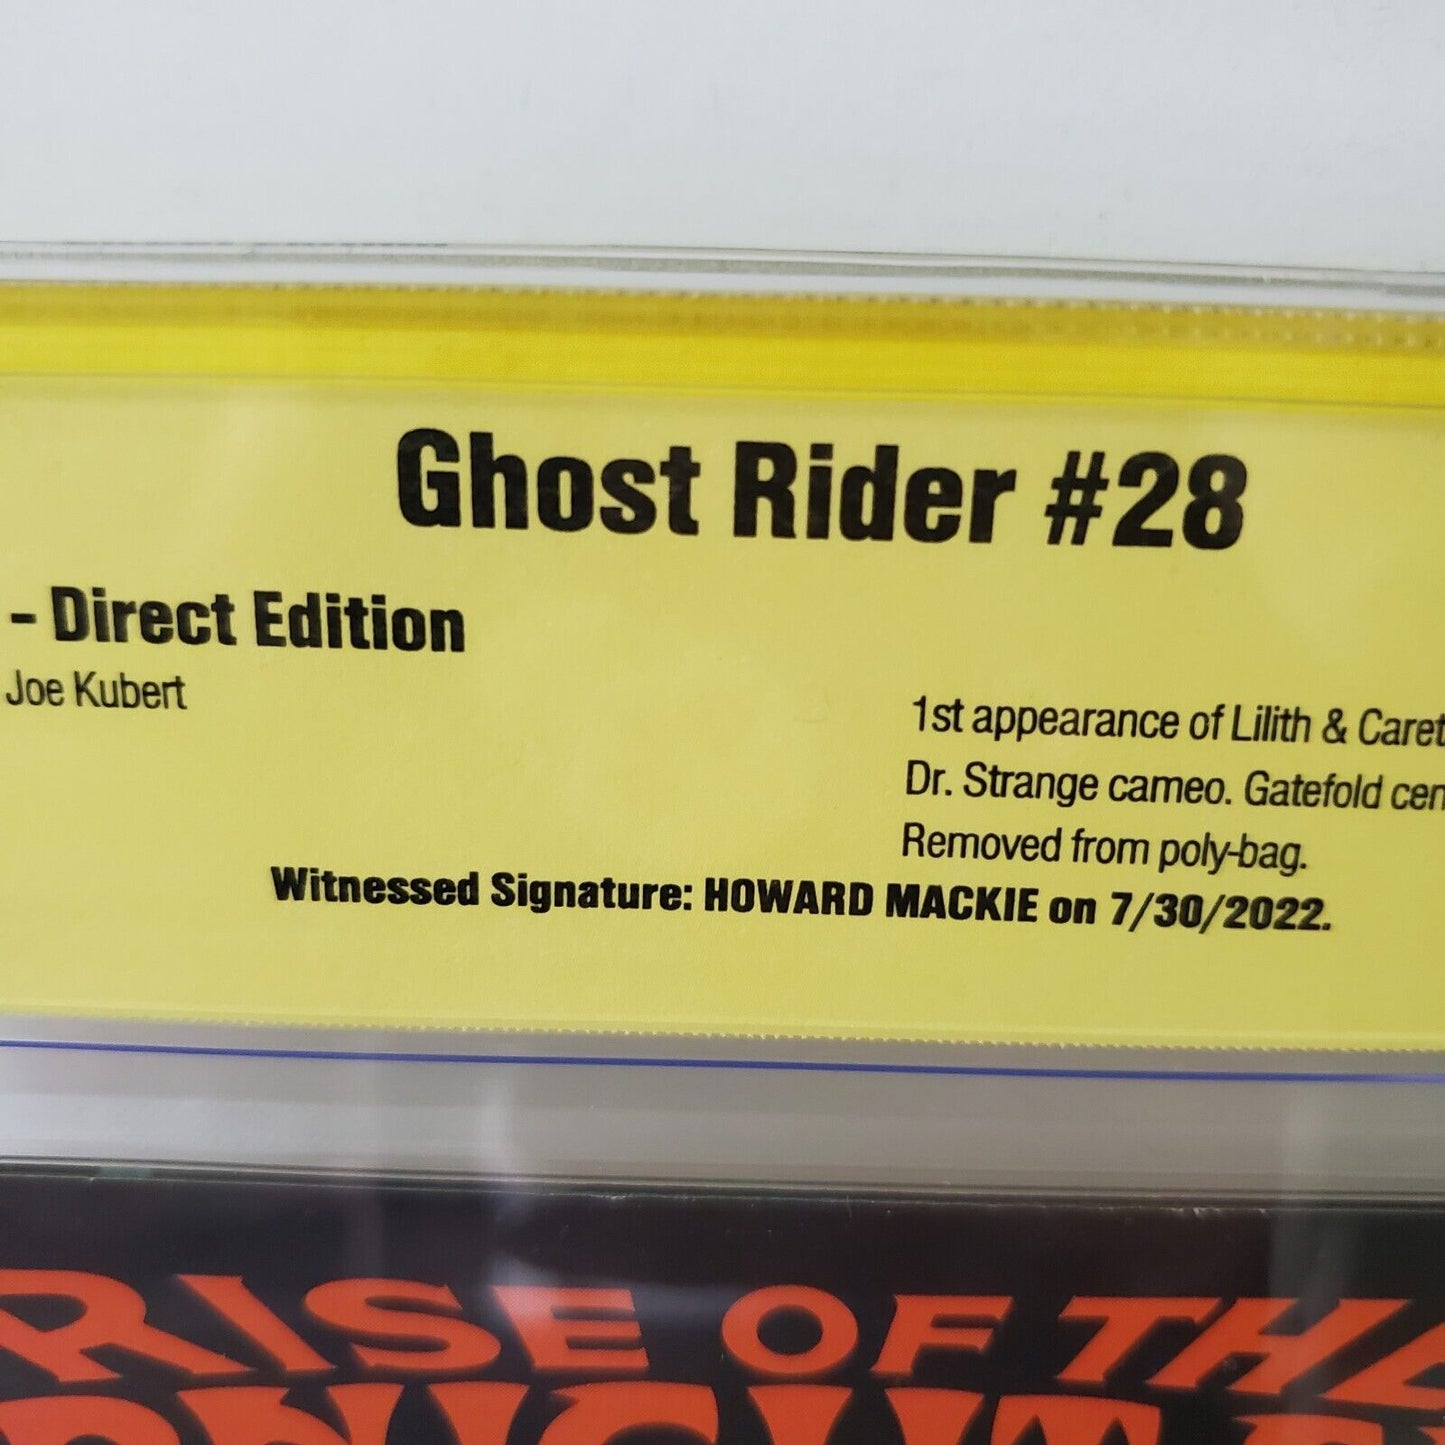 Ghost Rider #28
- Direct Edition
Joe Kubert
1st appearance of Lilith & Caret
Dr. Strange cameo. Gatefold cen
Removed from poly-bag.
Witnessed Signature: HOWARD MACKIE on 7/30/2022.
RISE OF TH